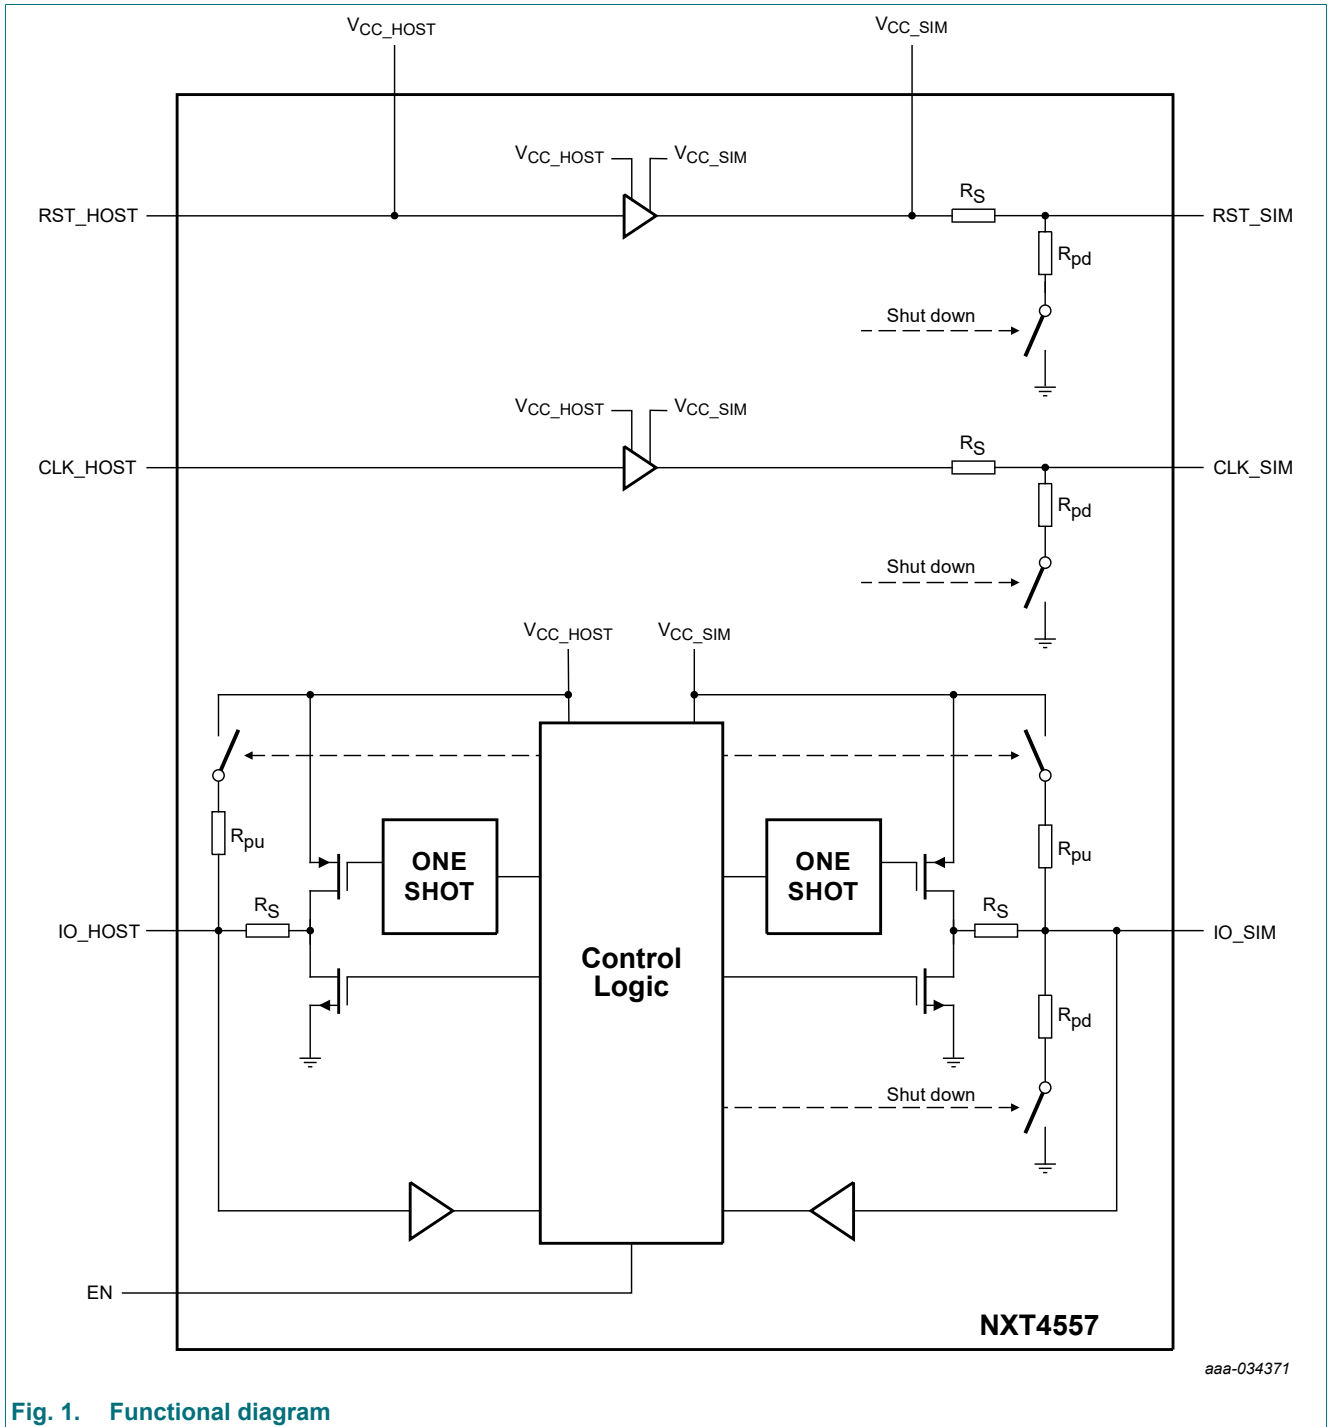 VCC_HOST
VCC_SIM
VCC_HOST
VCC_SIM
RST_HOST
RS
RST_SIM
Rpd
Shut down
VCC_HOST
VCC_SIM
CLK_HOST
RS
CLK_SIM
Rpd
Shut down
VCC_HOST
VCC_SIM
Rpu
ONE
SHOT
ONE
SHOT
Rpu
IO_HOST
RS
Control
Logic
RS
IO_SIM
Rpd
Shut down
EN
NXT4557
aaa-034371
Fig. 1. Functional diagram